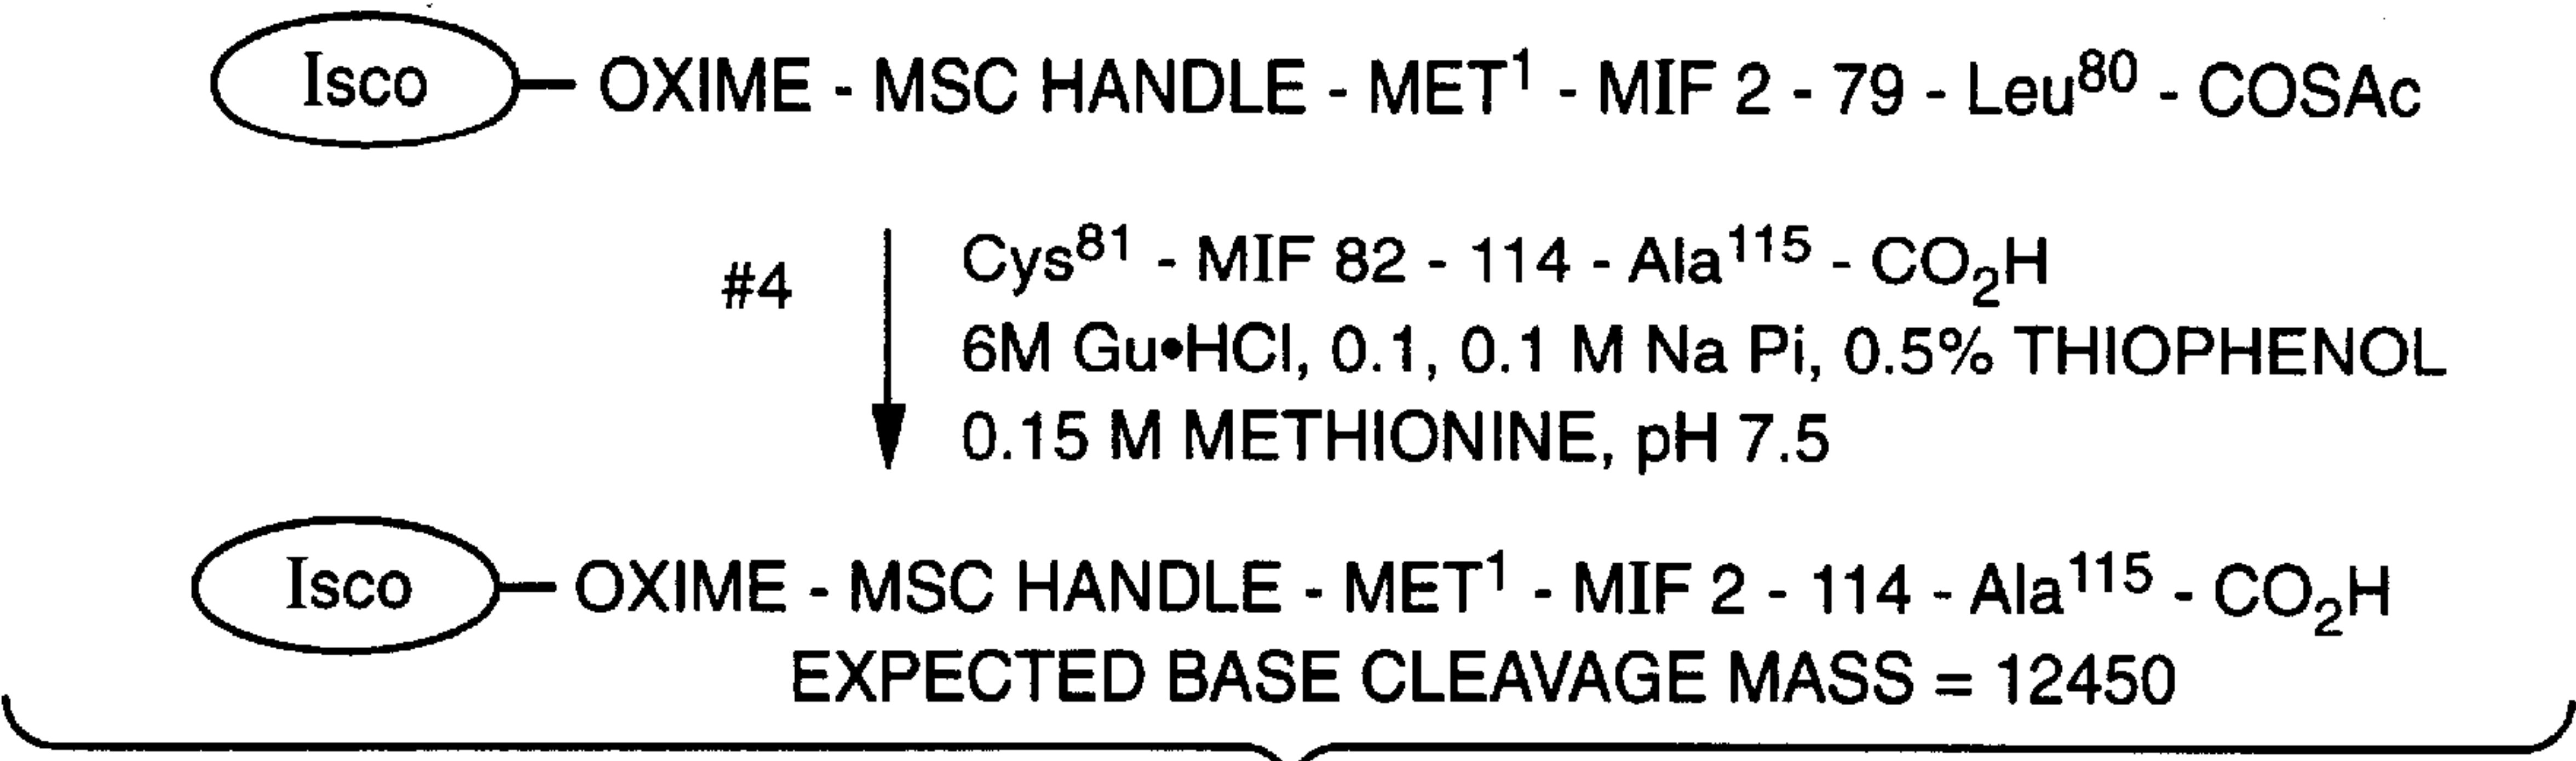 Isco - OXIME - MSC HANDLE - MET¹ - MIF 2 - 79 - Leu⁸⁰ - COSAc
#4
Cys⁸¹ - MIF 82 - 114 - Ala¹¹⁵ - CO₂H
6M Gu•HCl, 0.1, 0.1 M Na Pi, 0.5% THIOPHENOL
0.15 M METHIONINE, pH 7.5
Isco - OXIME - MSC HANDLE - MET¹ - MIF 2 - 114 - Ala¹¹⁵ - CO₂H
EXPECTED BASE CLEAVAGE MASS = 12450